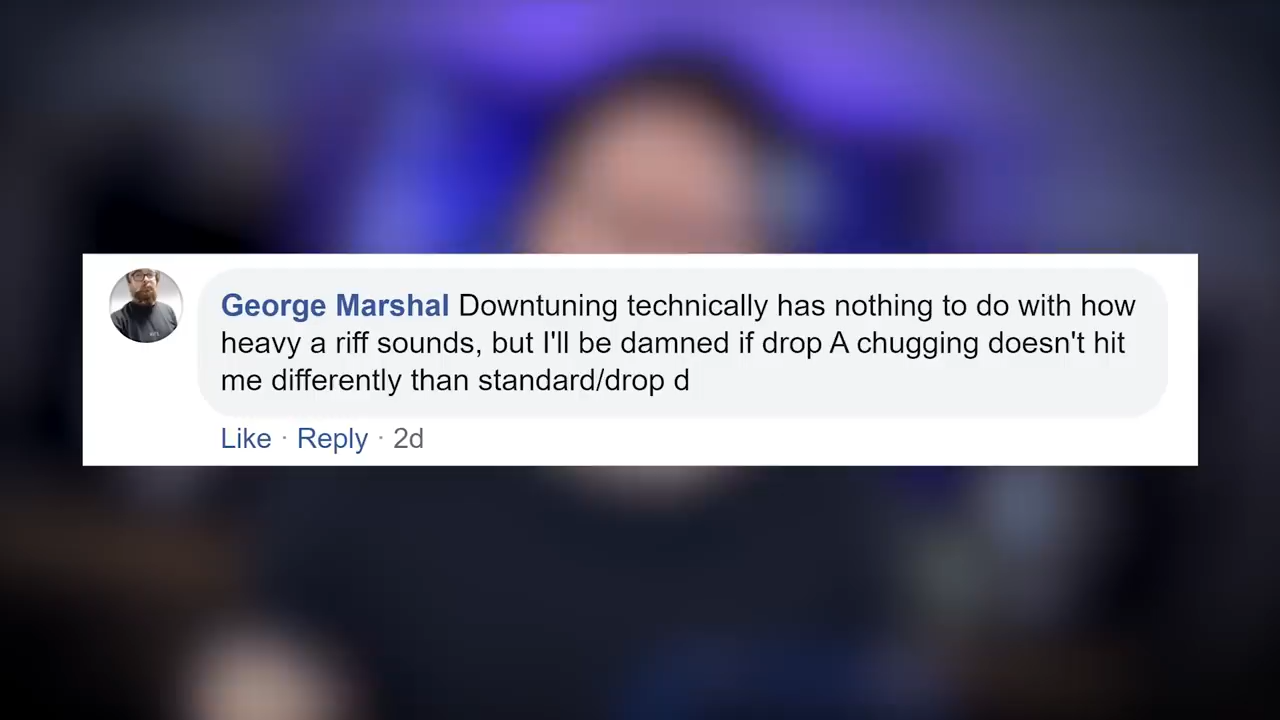 George Marshal Downtuning technically has nothing to do with how
heavy a riff sounds, but I'll be damned if drop A chugging doesn't hit
me differently than standard/drop d
Like · Reply · 2d